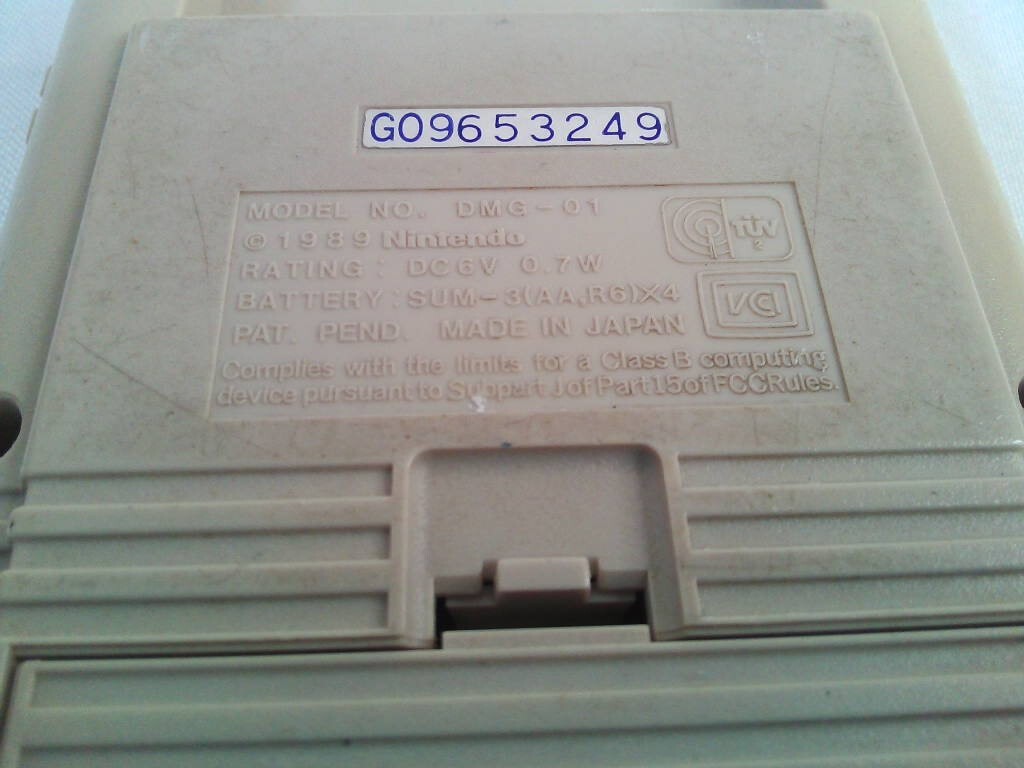 G09653249
MODEL NO. DMG-01
© 1989 Nintendo
RATING: DC6V 0.7W
BATTERY: SUM-3(AA,R6)X4
PAT. PEND. MADE IN JAPAN
Complies with the limits for a Class B computing
device pursuant to Subpart J of Part 15 of FCC Rules.
TÜV
VCI